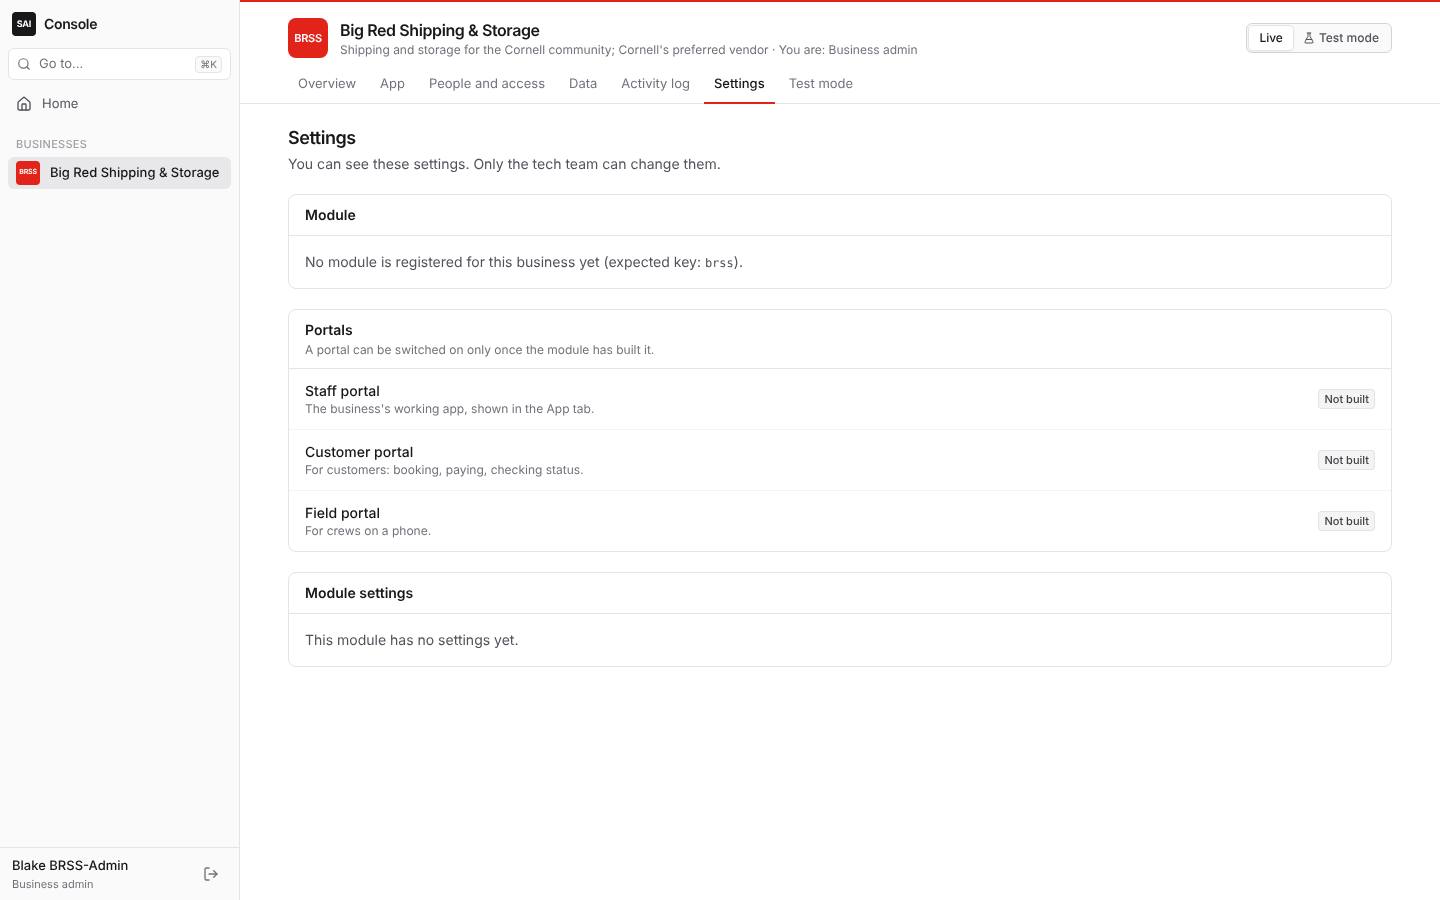 SAI Console
Go to... ⌘K
Home
BUSINESSES
BRSS Big Red Shipping & Storage
Blake BRSS-Admin
Business admin
BRSS
Big Red Shipping & Storage
Shipping and storage for the Cornell community; Cornell's preferred vendor · You are: Business admin
Live Test mode
Overview App People and access Data Activity log Settings Test mode
Settings
You can see these settings. Only the tech team can change them.
Module
No module is registered for this business yet (expected key: brss).
Portals
A portal can be switched on only once the module has built it.
Staff portal
The business's working app, shown in the App tab.
Not built
Customer portal
For customers: booking, paying, checking status.
Not built
Field portal
For crews on a phone.
Not built
Module settings
This module has no settings yet.